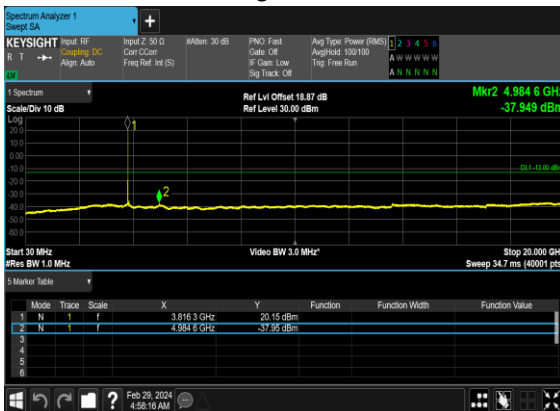 Spectrum Analyzer 1
Swept SA
KEYSIGHT Input: RF Input Z: 50 Ω #Atten: 30 dB PNO: Fast Avg Type: Power (RMS) 1 2 3 4 5 6
R T Coupling: DC Corr CCorr Gate: Off Avg|Hold: 100/100 A W W W W W
Align: Auto Freq Ref: Int (S) IF Gain: Low Trig: Free Run
Sig Track: Off A N N N N N
LV
1 Spectrum Ref Lvl Offset 18.87 dB Mkr2 4.984 6 GHz
Scale/Div 10 dB Ref Level 30.00 dBm -37.949 dBm
Log
20.0
10.0
0.00
-10.0
DL1 -13.00 dBm
-20.0
-30.0
-40.0
-50.0
-60.0
1
2
Start 30 MHz Video BW 3.0 MHz* Stop 20.000 GHz
#Res BW 1.0 MHz Sweep 34.7 ms (40001 pts)
5 Marker Table
Mode Trace Scale X Y Function Function Width Function Value
1 N 1 f 3.816 3 GHz 20.15 dBm
2 N 1 f 4.984 6 GHz -37.95 dBm
3
4
5
6
? Feb 29, 2024
4:58:16 AM